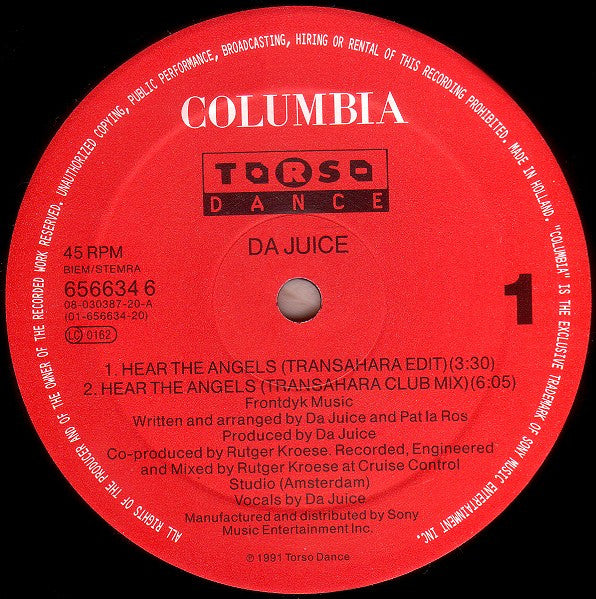 ALL RIGHTS OF THE PRODUCER AND OF THE OWNER OF THE RECORDED WORK RESERVED. UNAUTHORIZED COPYING, PUBLIC PERFORMANCE, BROADCASTING, HIRING OR RENTAL OF THIS RECORDING PROHIBITED. MADE IN HOLLAND. "COLUMBIA" IS THE EXCLUSIVE TRADEMARK OF SONY MUSIC ENTERTAINMENT INC.
COLUMBIA
TORSO
DANCE
DA JUICE
45 RPM
BIEM/STEMRA
656634 6
08-030387-20-A
(01-656634-20)
LC 0162
1
1. HEAR THE ANGELS (TRANSAHARA EDIT)(3:30)
2. HEAR THE ANGELS (TRANSAHARA CLUB MIX)(6:05)
Frontdyk Music
Written and arranged by Da Juice and Pat la Ros
Produced by Da Juice
Co-produced by Rutger Kroese. Recorded, Engineered
and Mixed by Rutger Kroese at Cruise Control
Studio (Amsterdam)
Vocals by Da Juice
Manufactured and distributed by Sony
Music Entertainment Inc.
℗ 1991 Torso Dance